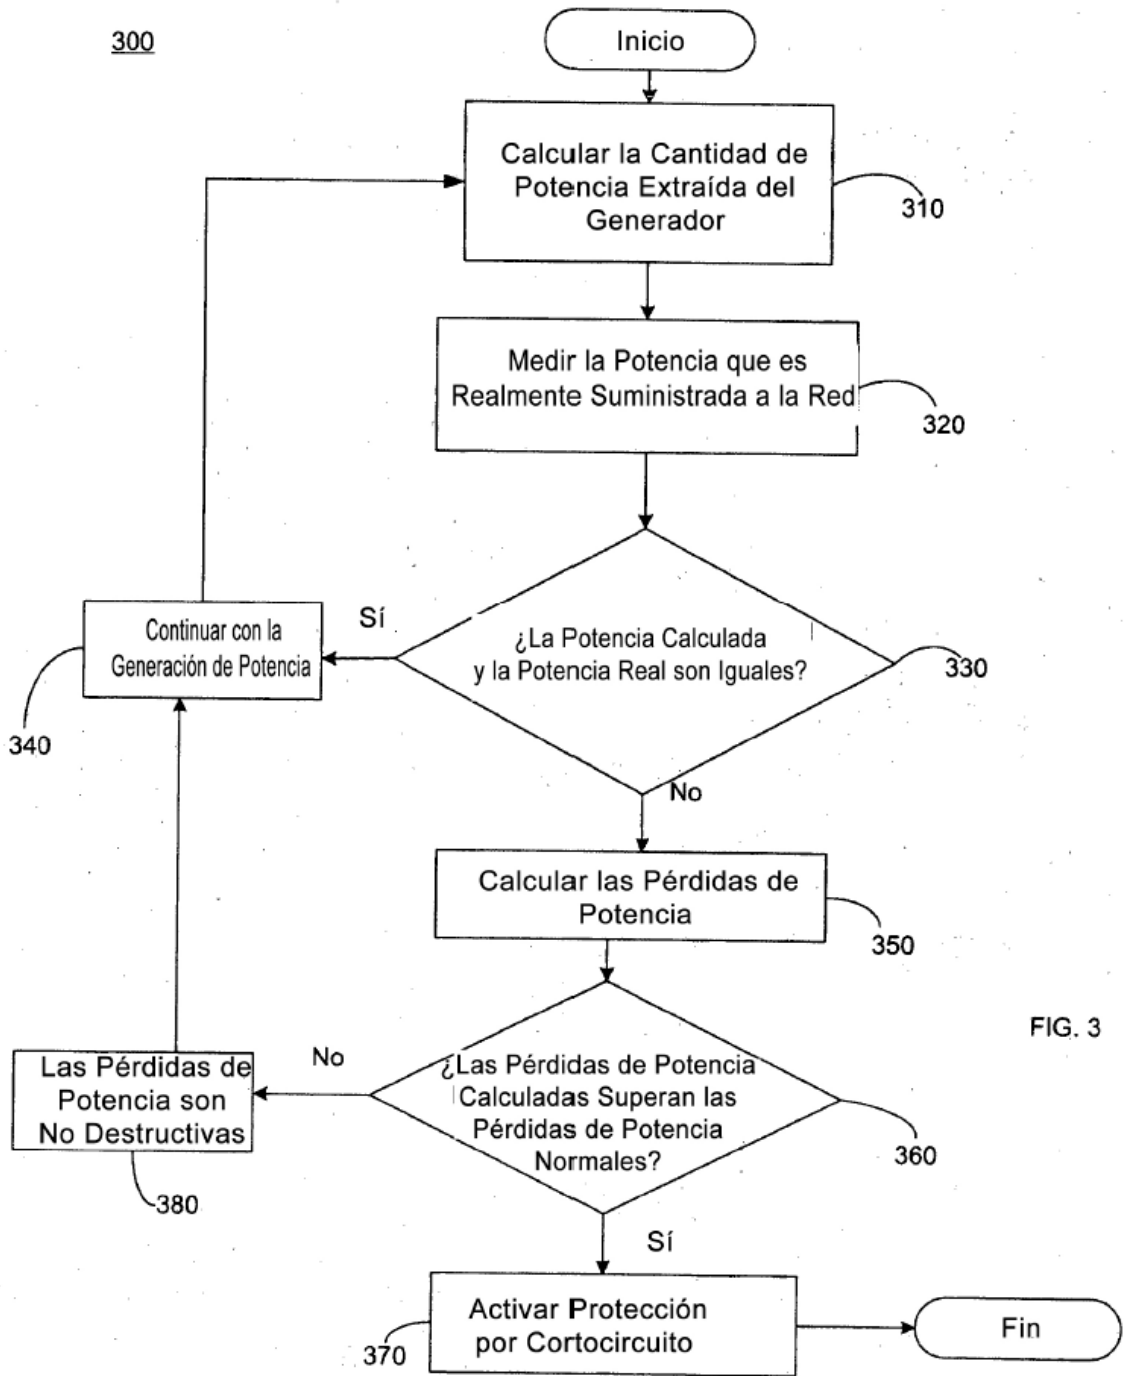 300
Inicio
Calcular la Cantidad de
Potencia Extraída del
Generador
310
Medir la Potencia que es
Realmente Suministrada a la Red
320
¿La Potencia Calculada
y la Potencia Real son Iguales?
330
Sí
Continuar con la
Generación de Potencia
340
No
Calcular las Pérdidas de
Potencia
350
FIG. 3
¿Las Pérdidas de Potencia
Calculadas Superan las
Pérdidas de Potencia
Normales?
360
No
Las Pérdidas de
Potencia son
No Destructivas
380
Sí
Activar Protección
por Cortocircuito
370
Fin